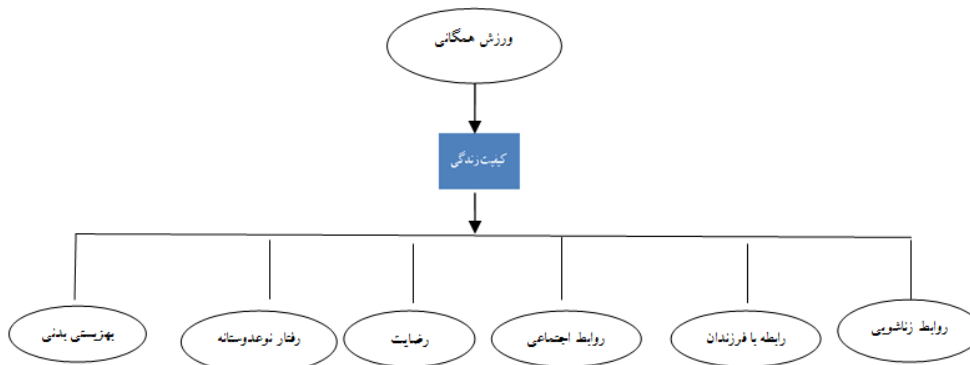 ورزش همگانی
کیفیت زندگی
روابط زناشویی
رابطه با فرزندان
روابط اجتماعی
رضایت
رفتار نوعدوستانه
بهزیستی بدنی